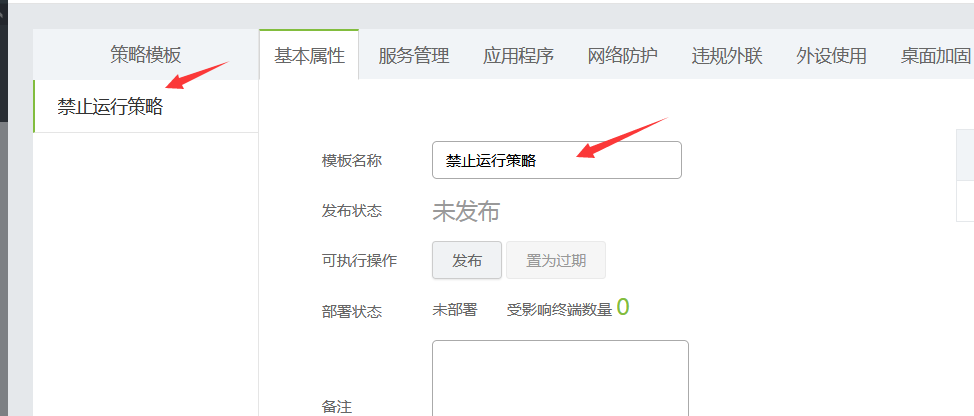 策略模板
基本属性 服务管理 应用程序 网络防护 违规外联 外设使用 桌面加固
禁止运行策略
模板名称 禁止运行策略
发布状态 未发布
可执行操作 发布 置为过期
部署状态 未部署 受影响终端数量 0
备注